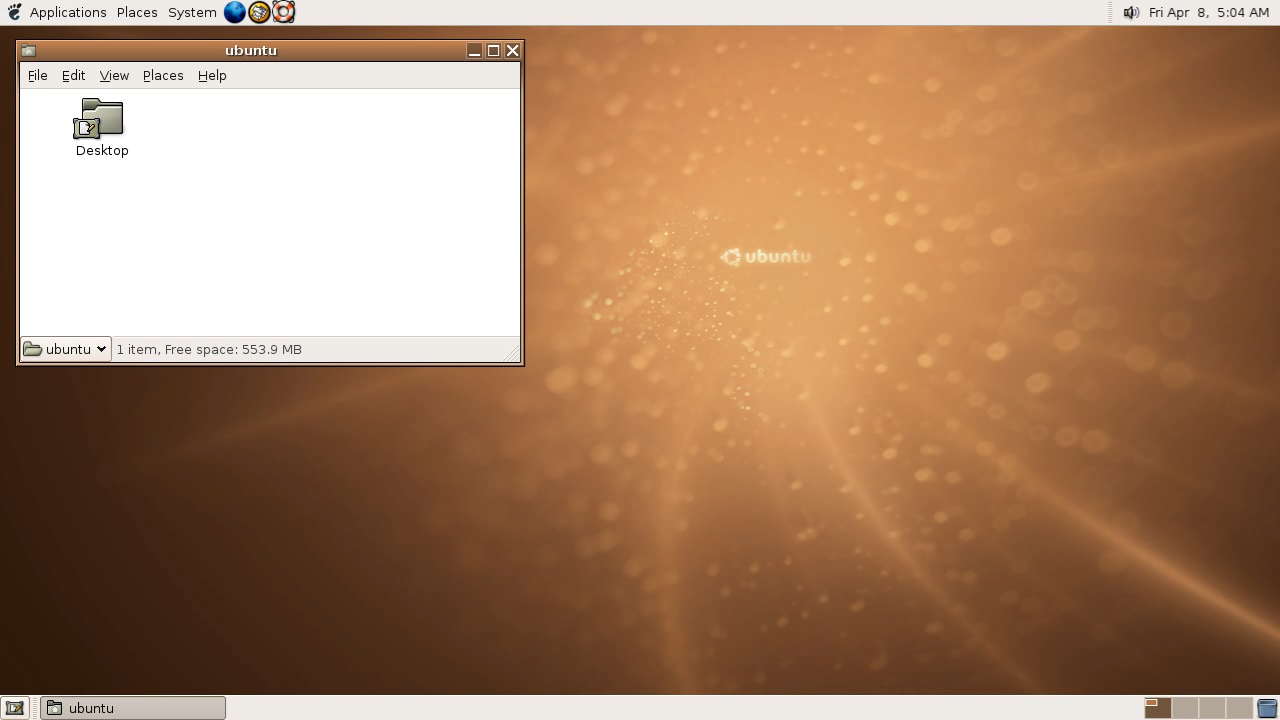 Applications Places System
Fri Apr 8, 5:04 AM
ubuntu
File Edit View Places Help
Desktop
ubuntu
ubuntu 1 item, Free space: 553.9 MB
ubuntu